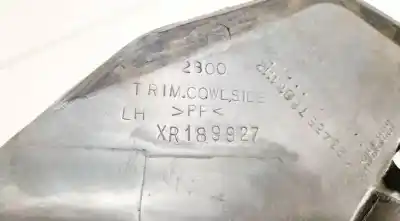 2300
TRIM.COWL,SIDE
LH >PP<
XR189927